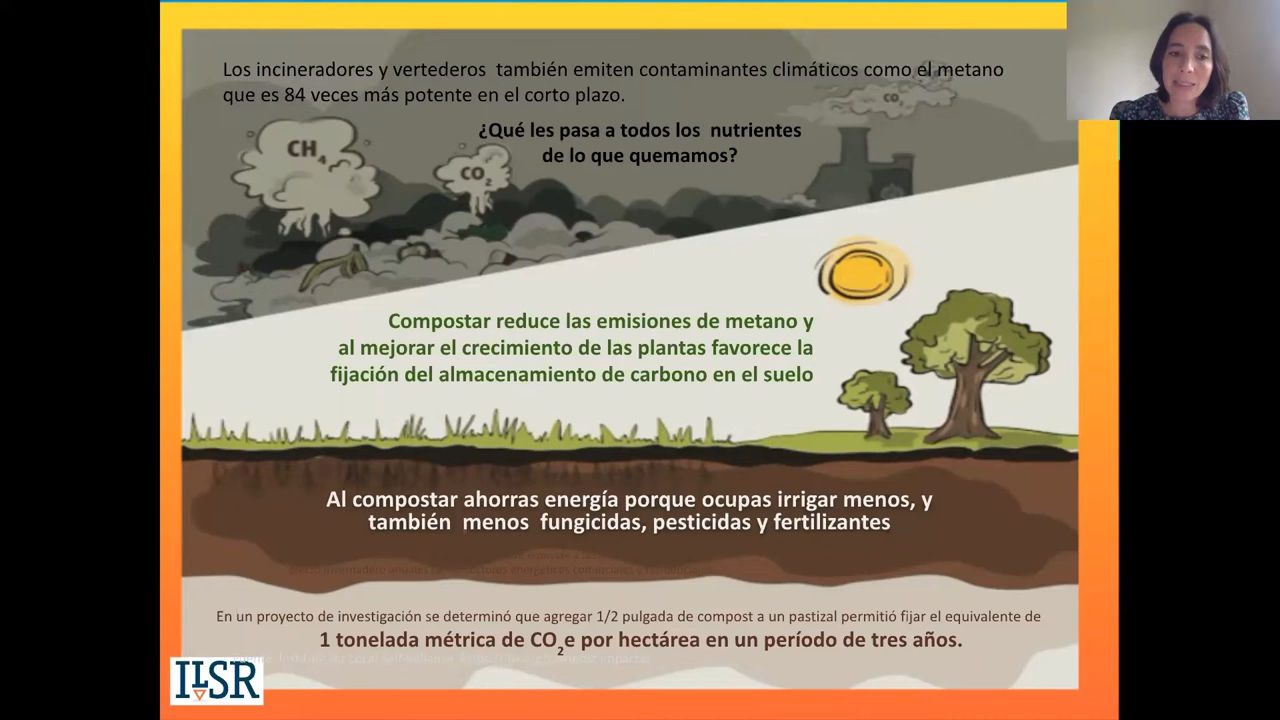 Los incineradores y vertederos también emiten contaminantes climáticos como el metano
que es 84 veces más potente en el corto plazo.
¿Qué les pasa a todos los nutrientes
de lo que quemamos?
CH4
CO2
CO2
Compostar reduce las emisiones de metano y
al mejorar el crecimiento de las plantas favorece la
fijación del almacenamiento de carbono en el suelo
Al compostar ahorras energía porque ocupas irrigar menos, y
también menos fungicidas, pesticidas y fertilizantes
En un proyecto de investigación se determinó que agregar 1/2 pulgada de compost a un pastizal permitió fijar el equivalente de
1 tonelada métrica de CO2e por hectárea en un período de tres años.
ILSR